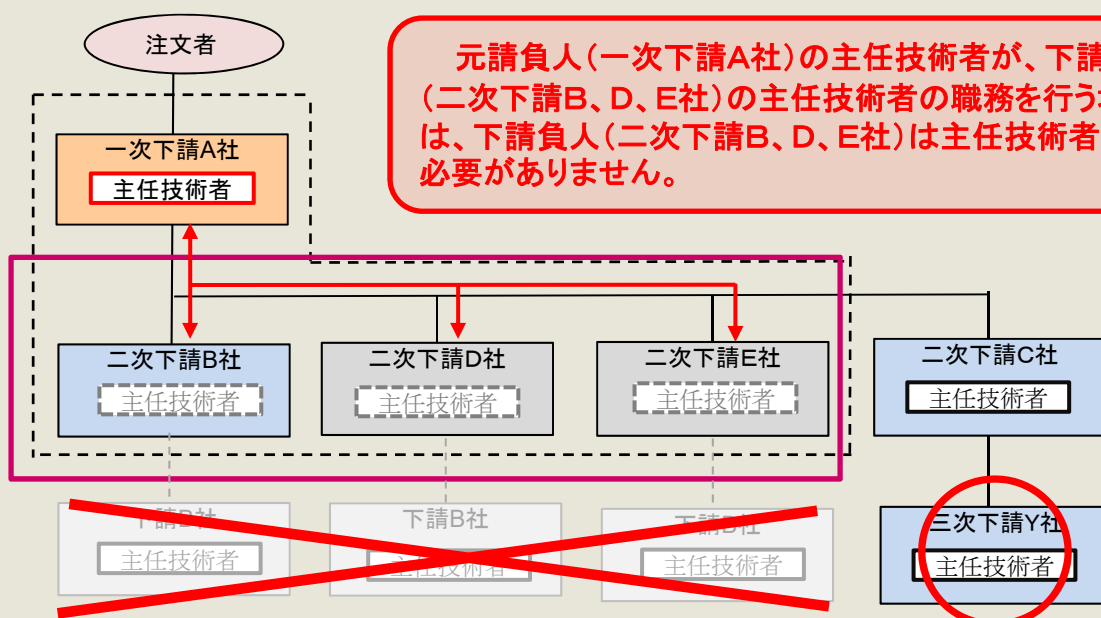 注文者
元請負人(一次下請A社)の主任技術者が、下請
(二次下請B、D、E社)の主任技術者の職務を行う
は、下請負人(二次下請B、D、E社)は主任技術者
必要がありません。
一次下請A社
主任技術者
二次下請B社
主任技術者
二次下請D社
主任技術者
二次下請E社
主任技術者
二次下請C社
主任技術者
下請B社
主任技術者
下請B社
主任技術者
下請B社
主任技術者
三次下請Y社
主任技術者